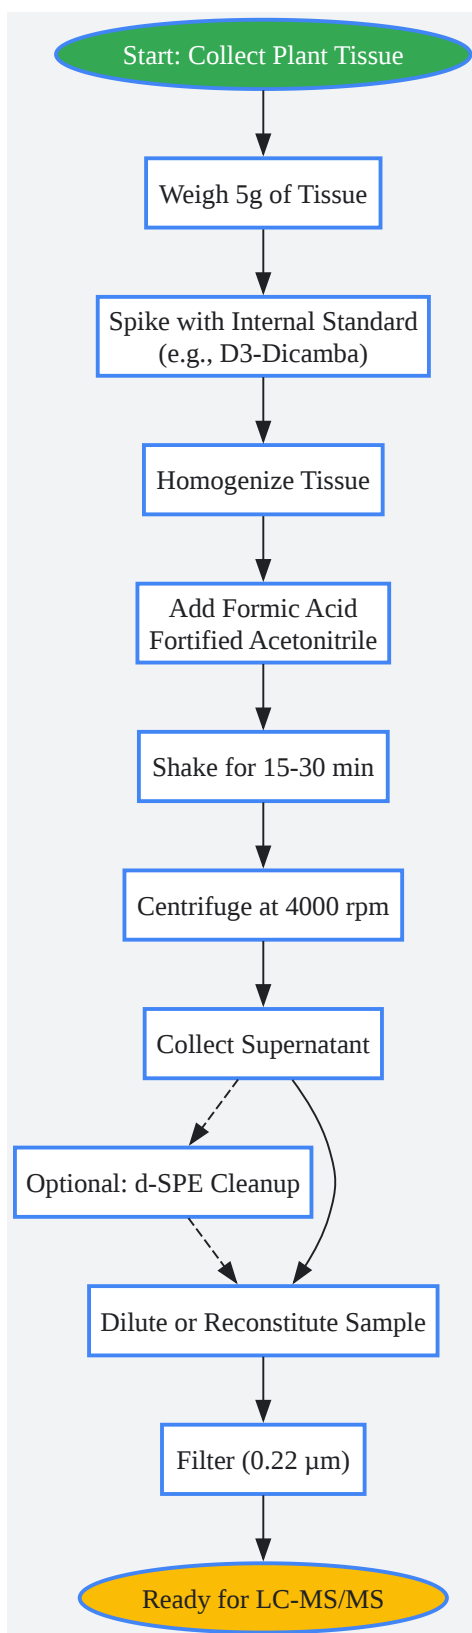 Start: Collect Plant Tissue
Weigh 5g of Tissue
Spike with Internal Standard
(e.g., D3-Dicamba)
Homogenize Tissue
Add Formic Acid
Fortified Acetonitrile
Shake for 15-30 min
Centrifuge at 4000 rpm
Collect Supernatant
Optional: d-SPE Cleanup
Dilute or Reconstitute Sample
Filter (0.22 µm)
Ready for LC-MS/MS